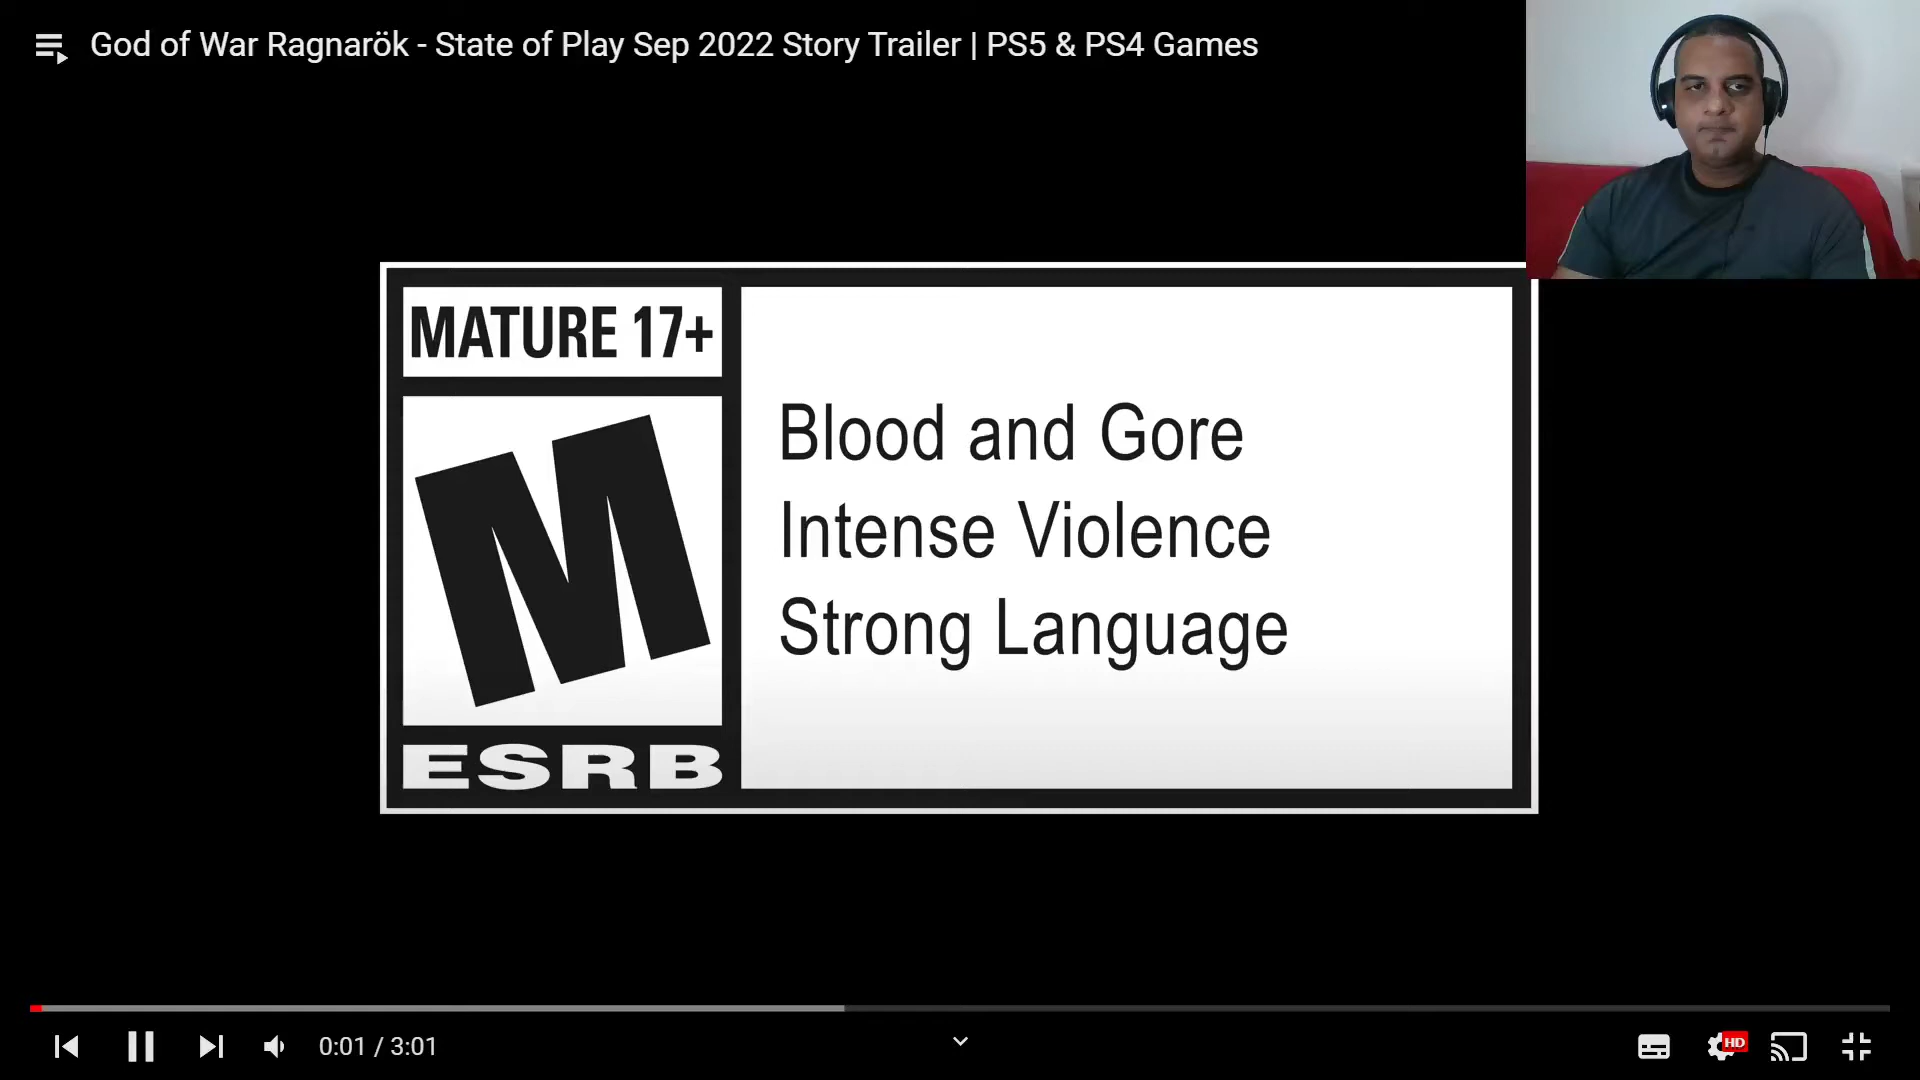 God of War Ragnarök - State of Play Sep 2022 Story Trailer | PS5 & PS4 Games
MATURE 17+
M
ESRB
Blood and Gore
Intense Violence
Strong Language
0:01 / 3:01
HD